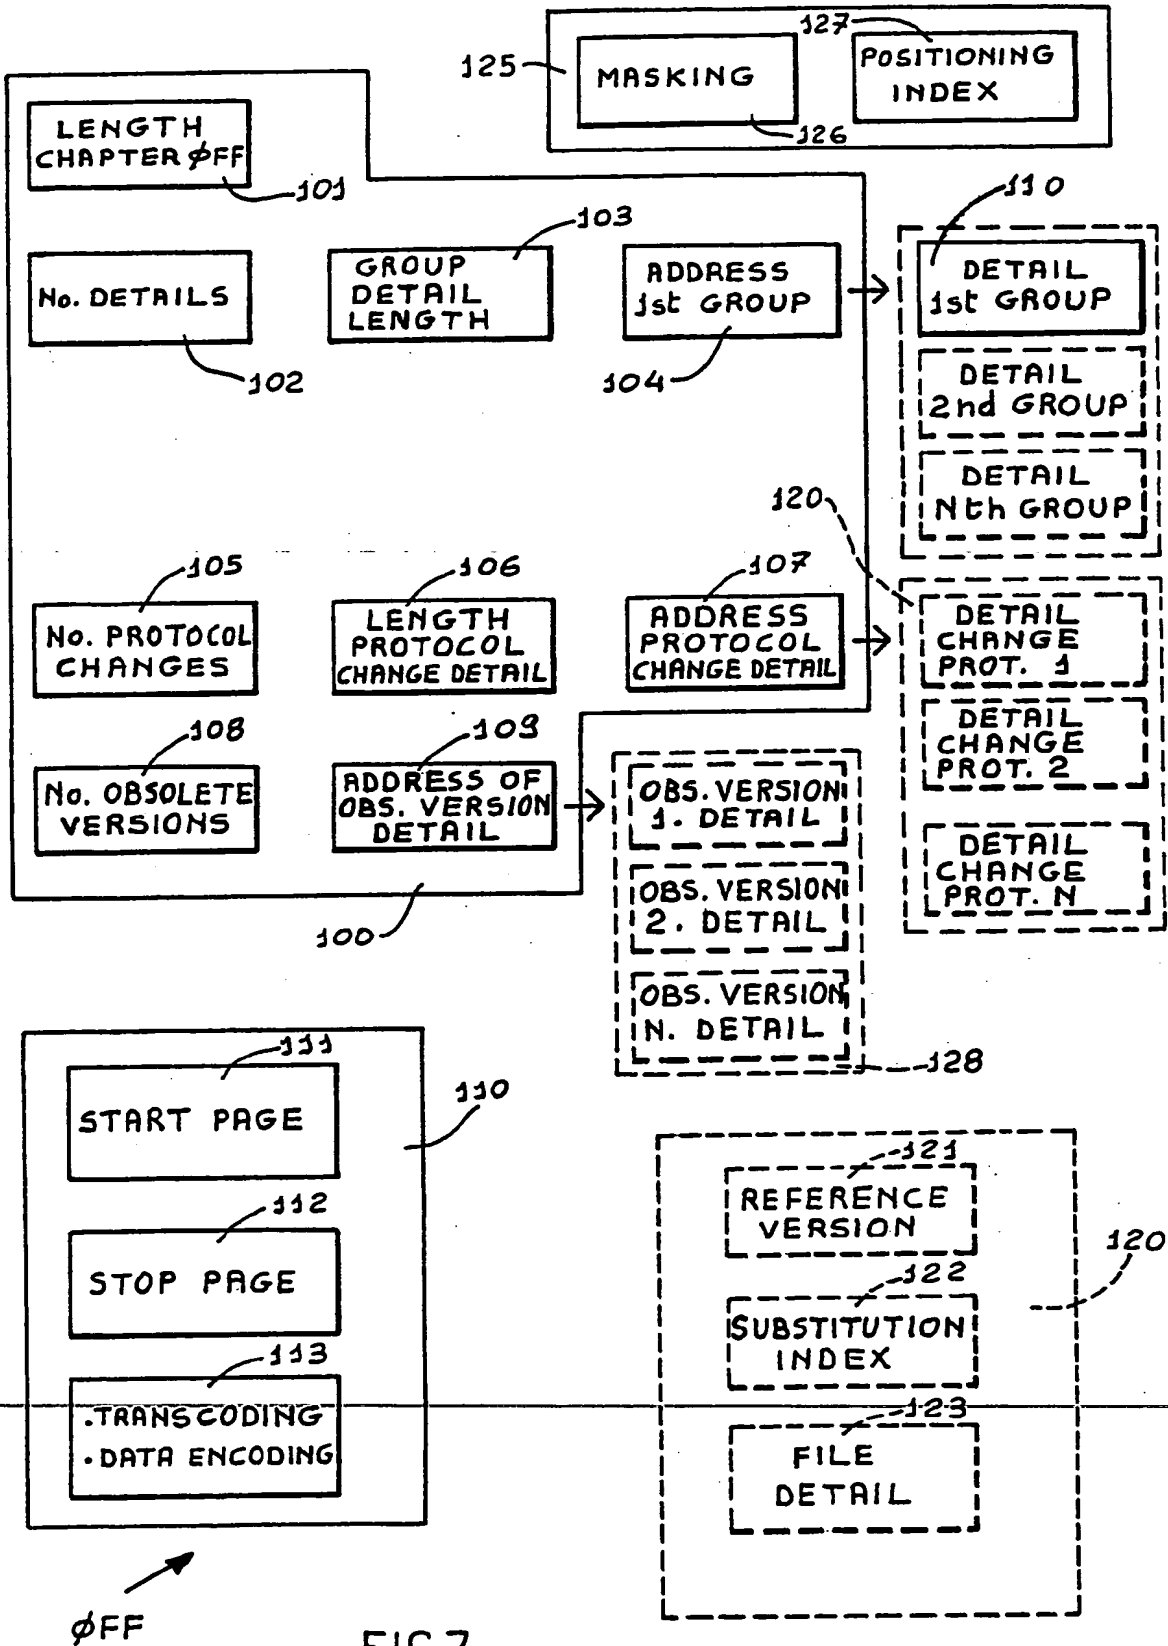 127
125
MASKING
POSITIONING
INDEX
126
LENGTH
CHAPTER ØFF
101
110
103
No. DETAILS
GROUP
DETAIL
LENGTH
ADDRESS
1st GROUP
DETAIL
1st GROUP
102
104
DETAIL
2nd GROUP
DETAIL
Nth GROUP
120
105
106
107
No. PROTOCOL
CHANGES
LENGTH
PROTOCOL
CHANGE DETAIL
ADDRESS
PROTOCOL
CHANGE DETAIL
DETAIL
CHANGE
PROT. 1
DETAIL
CHANGE
PROT. 2
DETAIL
CHANGE
PROT. N
108
109
No. OBSOLETE
VERSIONS
ADDRESS OF
OBS. VERSION
DETAIL
OBS. VERSION
1. DETAIL
OBS. VERSION
2. DETAIL
OBS. VERSION
N. DETAIL
100
128
111
START PAGE
110
112
STOP PAGE
113
.TRANSCODING
.DATA ENCODING
121
REFERENCE
VERSION
120
122
SUBSTITUTION
INDEX
123
FILE
DETAIL
ØFF
FIG.7